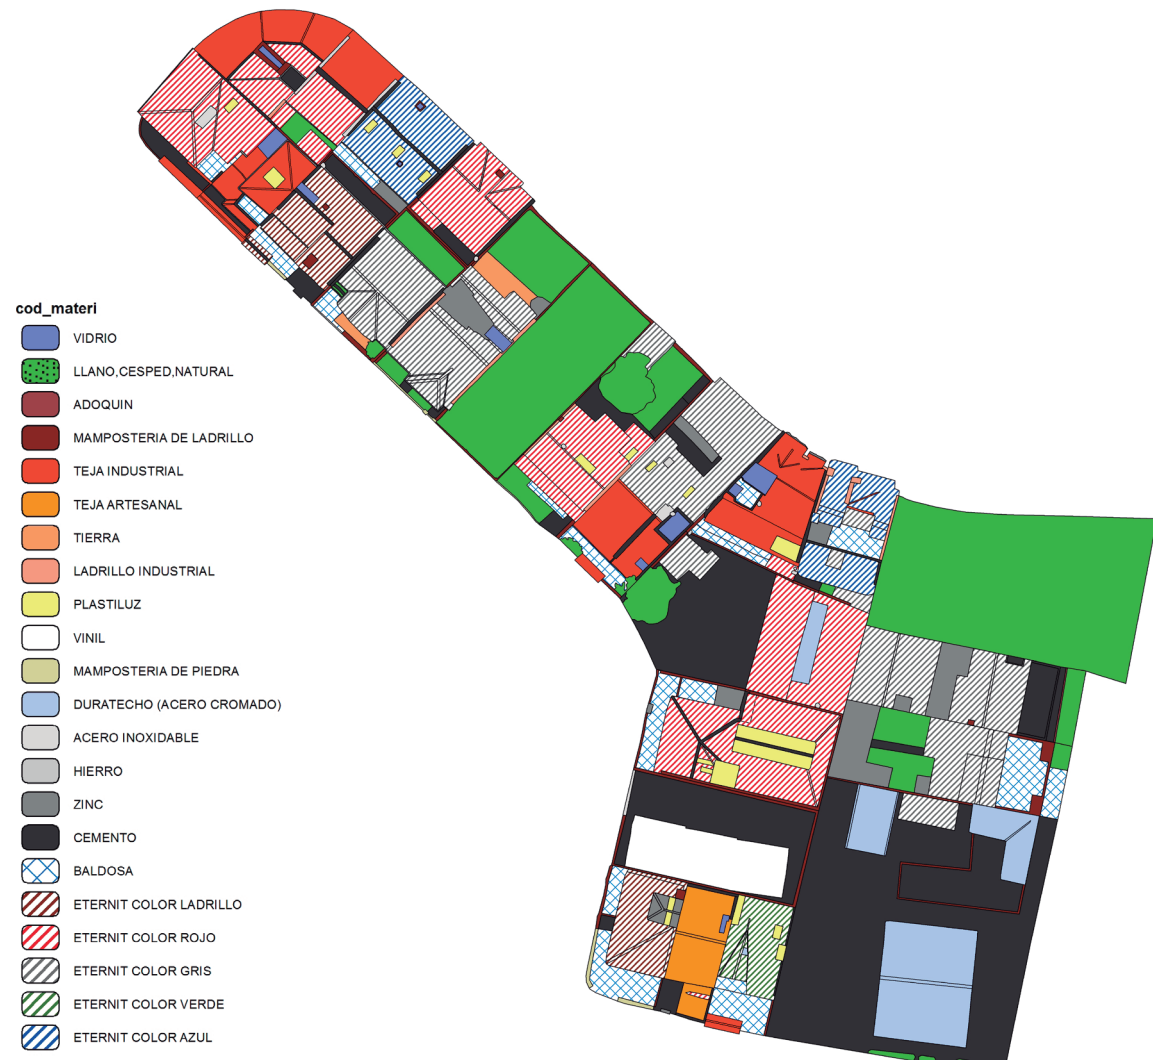 cod_materi
VIDRIO
LLANO,CESPED,NATURAL
ADOQUIN
MAMPOSTERIA DE LADRILLO
TEJA INDUSTRIAL
TEJA ARTESANAL
TIERRA
LADRILLO INDUSTRIAL
PLASTILUZ
VINIL
MAMPOSTERIA DE PIEDRA
DURATECHO (ACERO CROMADO)
ACERO INOXIDABLE
HIERRO
ZINC
CEMENTO
BALDOSA
ETERNIT COLOR LADRILLO
ETERNIT COLOR ROJO
ETERNIT COLOR GRIS
ETERNIT COLOR VERDE
ETERNIT COLOR AZUL